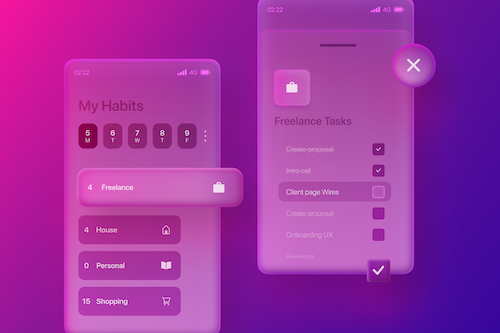 02:22 4G
My Habits
5 6 7 8 9
M T W T F
4 Freelance
4 House
0 Personal
15 Shopping
02:22 4G
Freelance Tasks
Create proposal
Intro call
Client page Wires
Create proposal
Onboarding UX